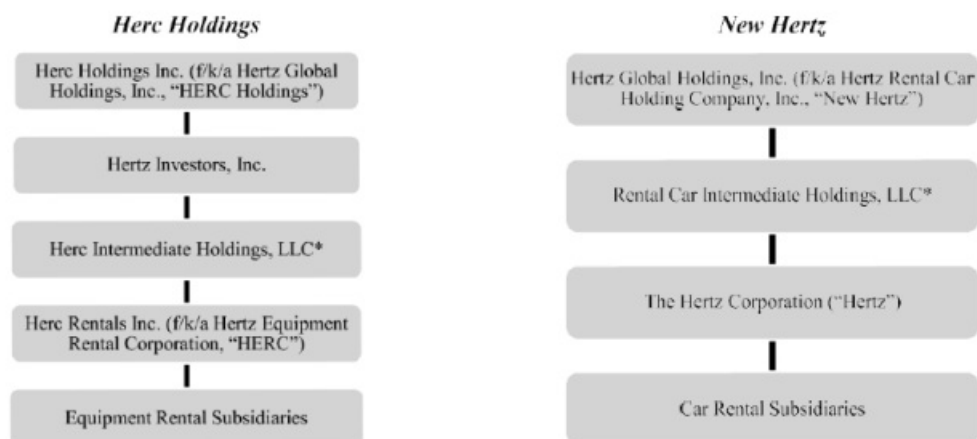 Herc Holdings
Herc Holdings Inc. (f/k/a Hertz Global
Holdings, Inc., “HERC Holdings”)
Hertz Investors, Inc.
Herc Intermediate Holdings, LLC*
Herc Rentals Inc. (f/k/a Hertz Equipment
Rental Corporation, “HERC”)
Equipment Rental Subsidiaries
New Hertz
Hertz Global Holdings, Inc. (f/k/a Hertz Rental Car
Holding Company, Inc., “New Hertz”)
Rental Car Intermediate Holdings, LLC*
The Hertz Corporation (“Hertz”)
Car Rental Subsidiaries